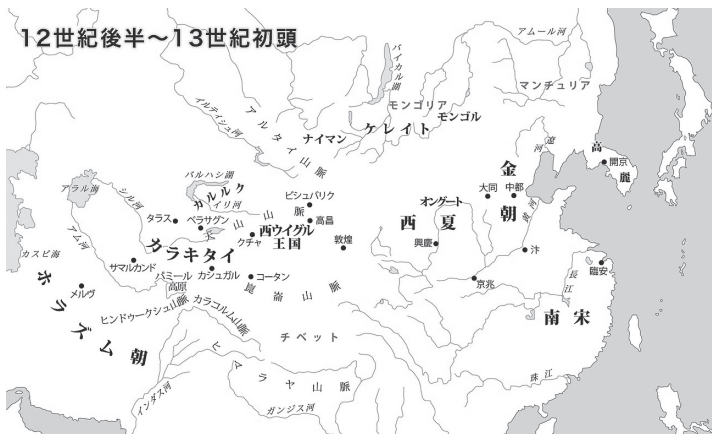 12世紀後半～13世紀初頭
アムール河
バイカル湖
マンチュリア
モンゴリア
モンゴル
イルティシュ河
アルタイ山脈
ナイマン
ケレイト
遼河
高麗
開京
金朝
大同
中都
バルハシ湖
カルルク
イリ河
アラル海
シル河
ビシュバリク
オングート
黄河
タラス
ベラサグン
天山山脈
高昌
西夏
西ウイグル
王国
アム河
カラキタイ
クチャ
敦煌
興慶
汴
カスピ海
サマルカンド
パミール
高原
カシュガル
コータン
京兆
長江
臨安
メルヴ
ホラズム朝
ヒンドゥークシュ山脈
カラコルム山脈
崑崙山脈
南宋
チベット
ヒマラヤ山脈
珠江
インダス河
ガンジス河